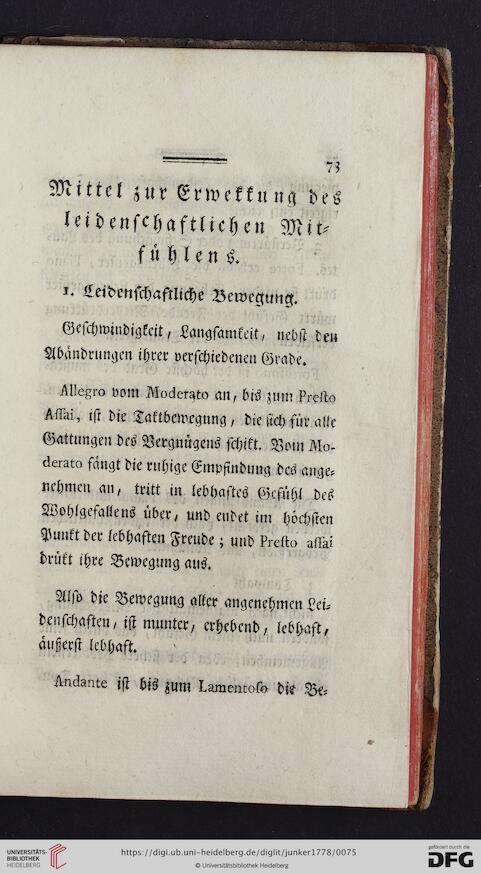 73
Mittel zur Erwekkung des
leidenschaftlichen Mit-
fühlens.
1. Leidenschaftliche Bewegung.
Geschwindigkeit, Langsamkeit, nebst den
Abändrungen ihrer verschiedenen Grade.
Allegro vom Moderato an, bis zum Presto
Assai, ist die Taktbewegung, die sich für alle
Gattungen des Vergnügens schikt. Vom Mo-
derato fängt die ruhige Empfindung des ange-
nehmen an, tritt in lebhaftes Gefühl des
Wohlgefallens über, und endet im höchsten
Punkt der lebhaften Freude; und Presto assai
drükt ihre Bewegung aus.
Also die Bewegung aller angenehmen Lei-
denschaften, ist munter, erhebend, lebhaft,
äußerst lebhaft.
Andante ist bis zum Lamentoso die Be-
UNIVERSITÄTS-
BIBLIOTHEK
HEIDELBERG
https://digi.ub.uni-heidelberg.de/diglit/junker1778/0075
© Universitätsbibliothek Heidelberg
gefördert durch die
DFG